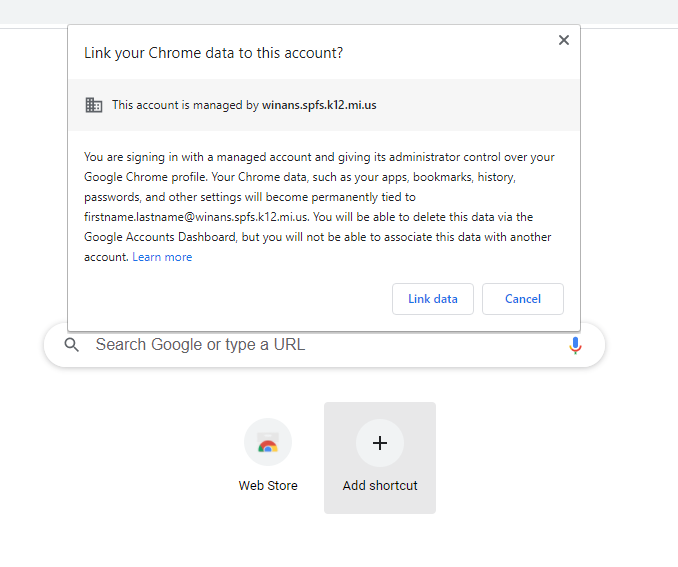 Link your Chrome data to this account?
This account is managed by winans.spfs.k12.mi.us
You are signing in with a managed account and giving its administrator control over your
Google Chrome profile. Your Chrome data, such as your apps, bookmarks, history,
passwords, and other settings will become permanently tied to
firstname.lastname@winans.spfs.k12.mi.us. You will be able to delete this data via the
Google Accounts Dashboard, but you will not be able to associate this data with another
account. Learn more
Link data Cancel
Search Google or type a URL
Web Store Add shortcut